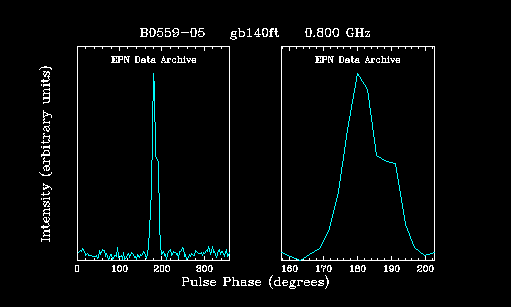 B0559-05 gb140ft 0.800 GHz
EPN Data Archive EPN Data Archive
Intensity (arbitrary units)
0 100 200 300 160 170 180 190 200
Pulse Phase (degrees)